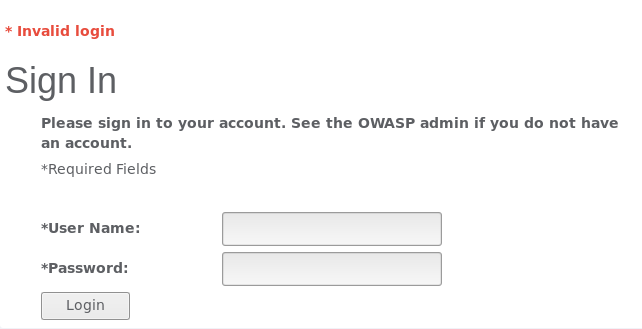 * Invalid login
Sign In
Please sign in to your account. See the OWASP admin if you do not have
an account.
*Required Fields
*User Name:
*Password:
Login